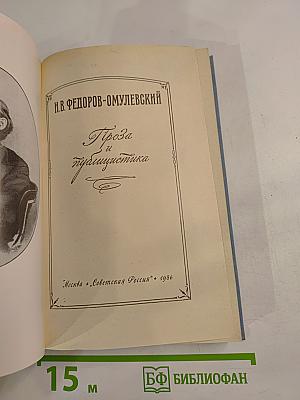 И.В. ФЕДОРОВ-ОМУЛЕВСКИЙ
Проза
и
публицистика
Москва • „Советская Россия“ • 1986
15 м
БФ БИБЛИОФАН